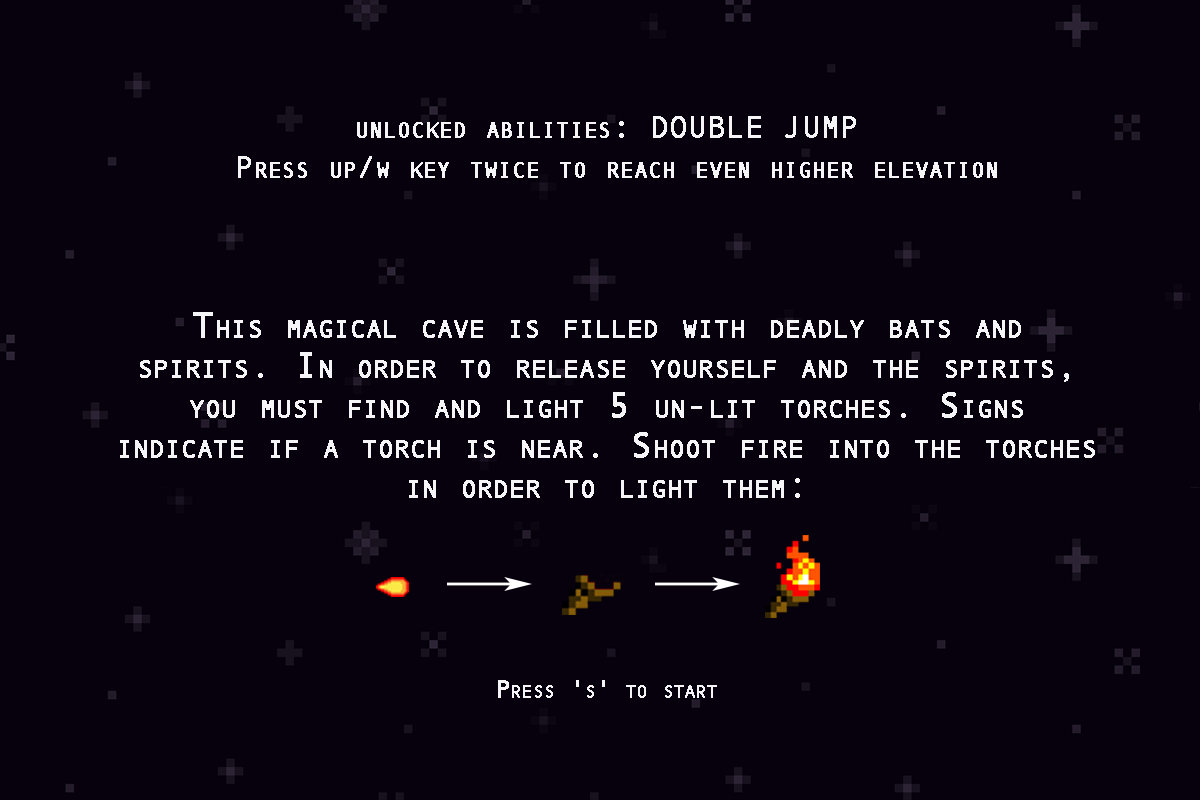 unlocked abilities: DOUBLE JUMP
Press up/w key twice to reach even higher elevation
This magical cave is filled with deadly bats and
spirits. In order to release yourself and the spirits,
you must find and light 5 un-lit torches. Signs
indicate if a torch is near. Shoot fire into the torches
in order to light them:
Press 's' to start